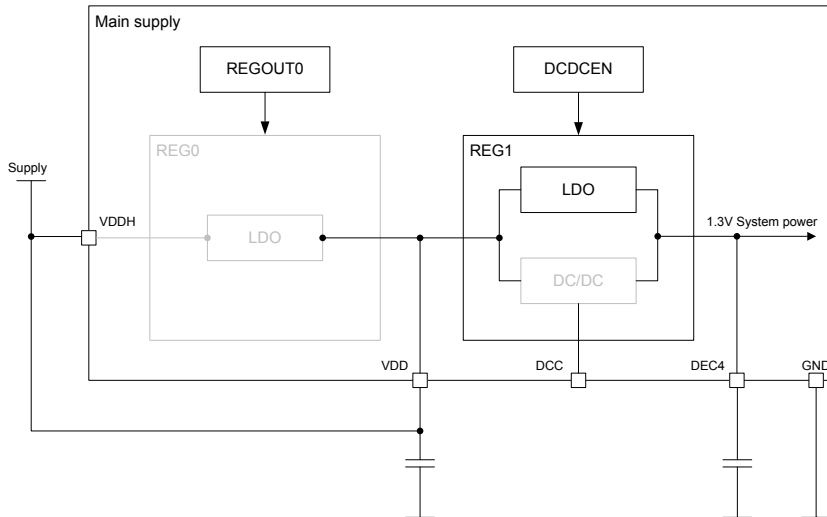 Main supply
REGOUT0
DCDCEN
REG0
REG1
Supply
LDO
VDDH
LDO
1.3V System power
DC/DC
VDD
DCC
DEC4
GND